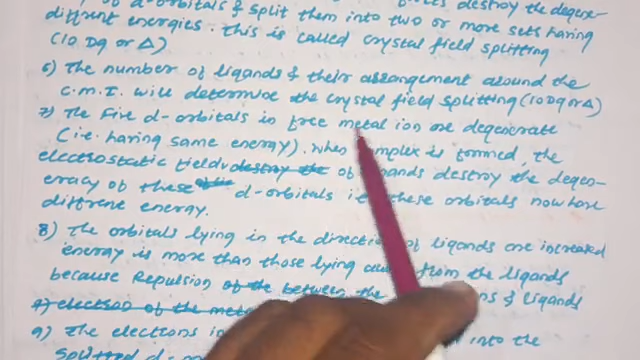 of d-orbitals & split them into two or more sets having
different energies. This is called crystal field splitting
(10 Dq or Δ)
6) The number of ligands & their arrangement around the
C.M.I. will determine the crystal field splitting (10 Dq or Δ)
7) The five d-orbitals in free metal ion are degenerate
(i.e. having same energy). When complex is formed, the
electrostatic field of ligands destroy the degen-
eracy of these d-orbitals i.e. these orbitals now have
different energy.
8) The orbitals lying in the direction of ligands are increased
energy is more than those lying away from the ligands
because Repulsion between the & ligands
9) The electrons in into the
splitted d-